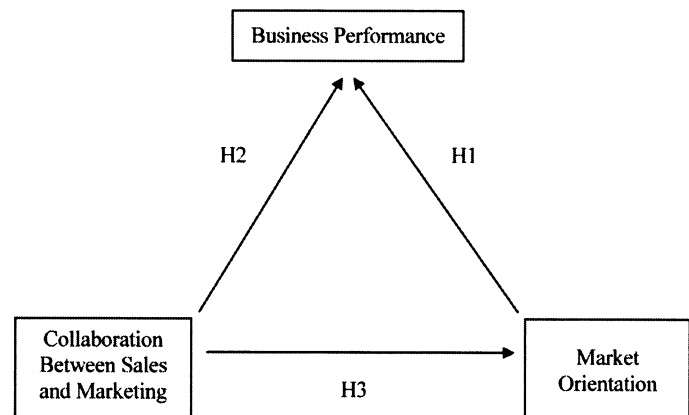 Business Performance
H2
H1
Collaboration
Between Sales
and Marketing
H3
Market
Orientation